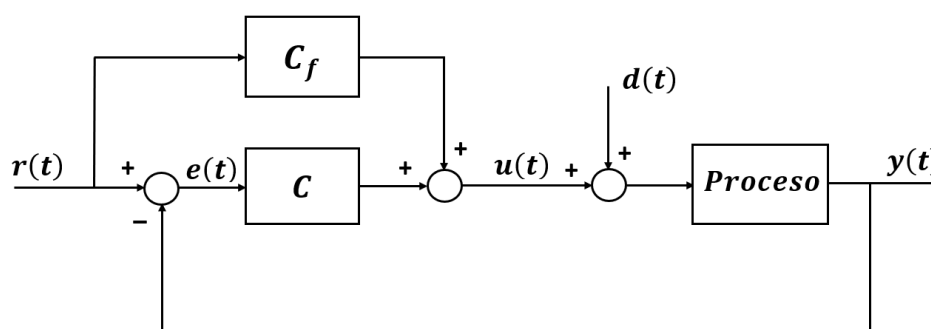 C_f
d(t)
r(t)
+
e(t)
C
+
+
u(t)
+
+
Proceso
y(t)
−